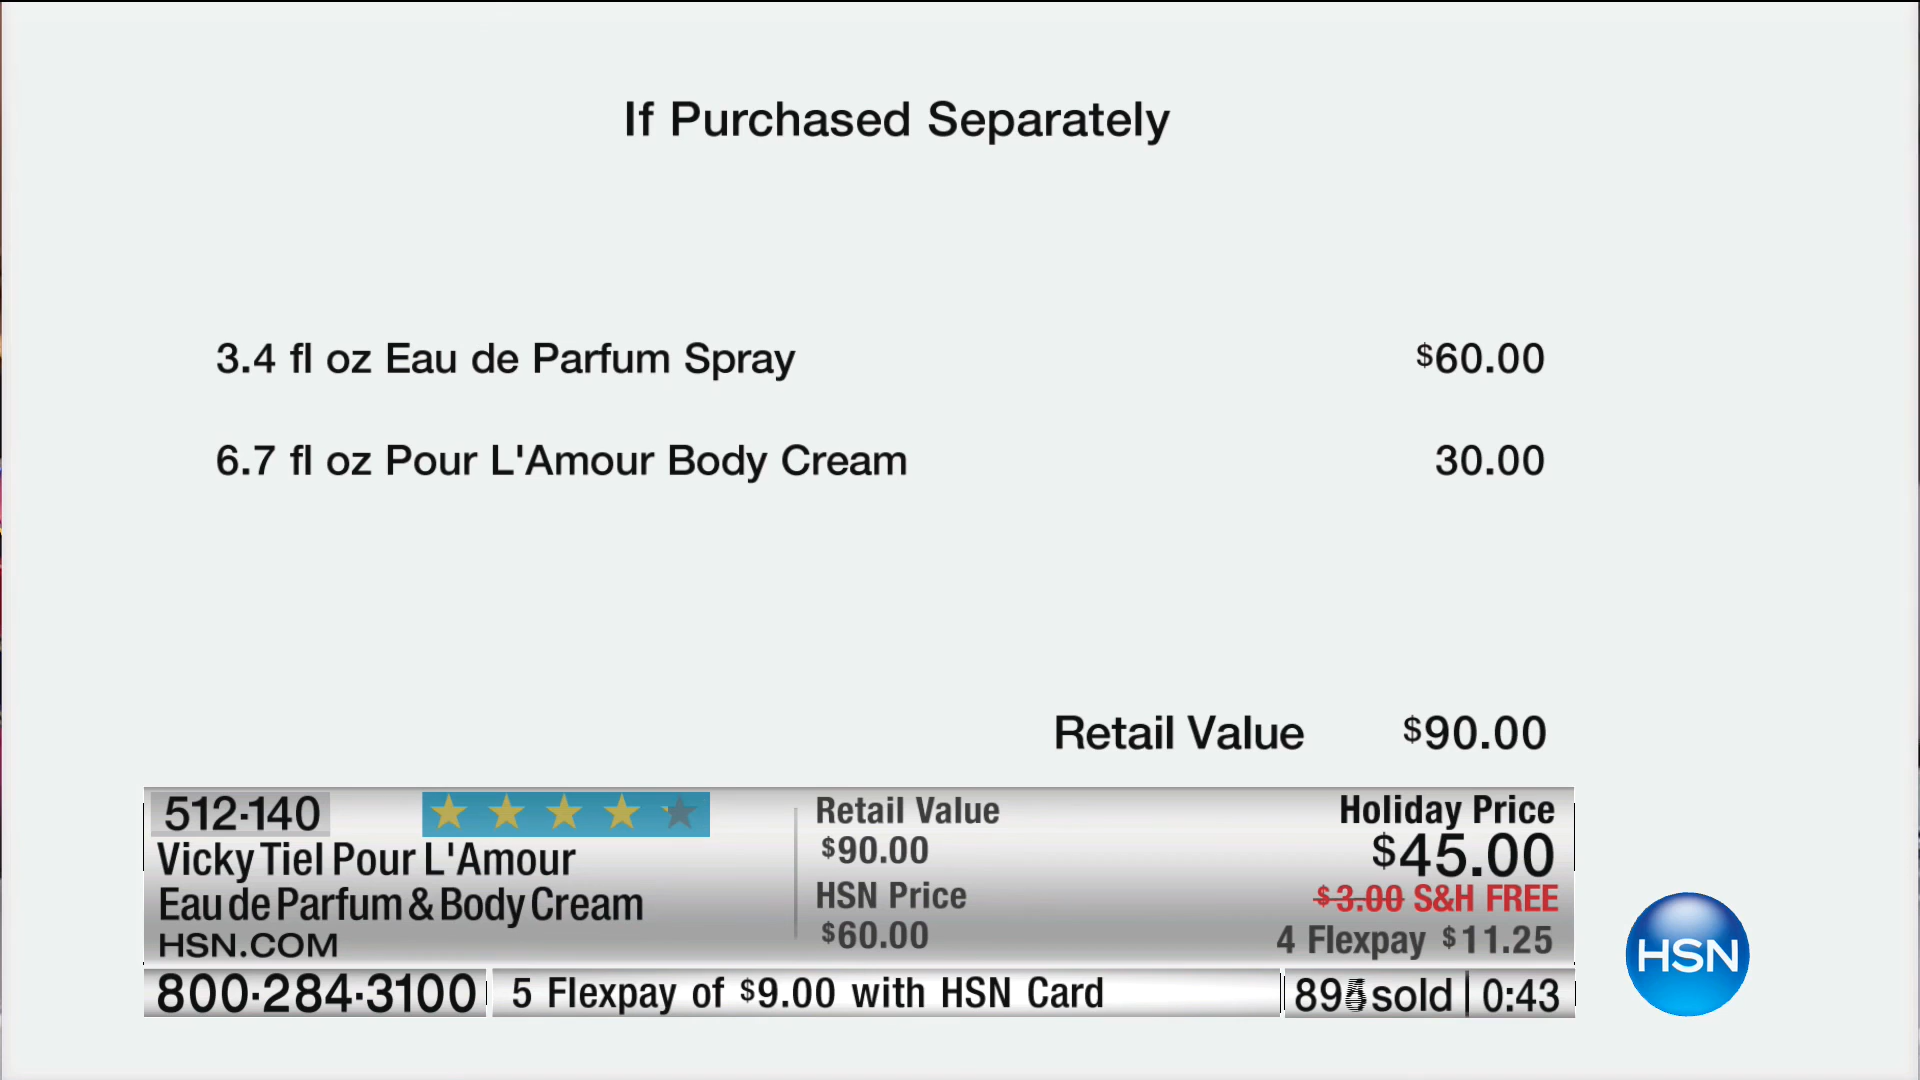 If Purchased Separately
3.4 fl oz Eau de Parfum Spray $60.00
6.7 fl oz Pour L'Amour Body Cream 30.00
Retail Value $90.00
512·140
Vicky Tiel Pour L'Amour
Eau de Parfum & Body Cream
HSN.COM
Retail Value
$90.00
HSN Price
$60.00
Holiday Price
$45.00
$3.00 S&H FREE
4 Flexpay $11.25
HSN
800·284·3100
5 Flexpay of $9.00 with HSN Card
sold | 0:43